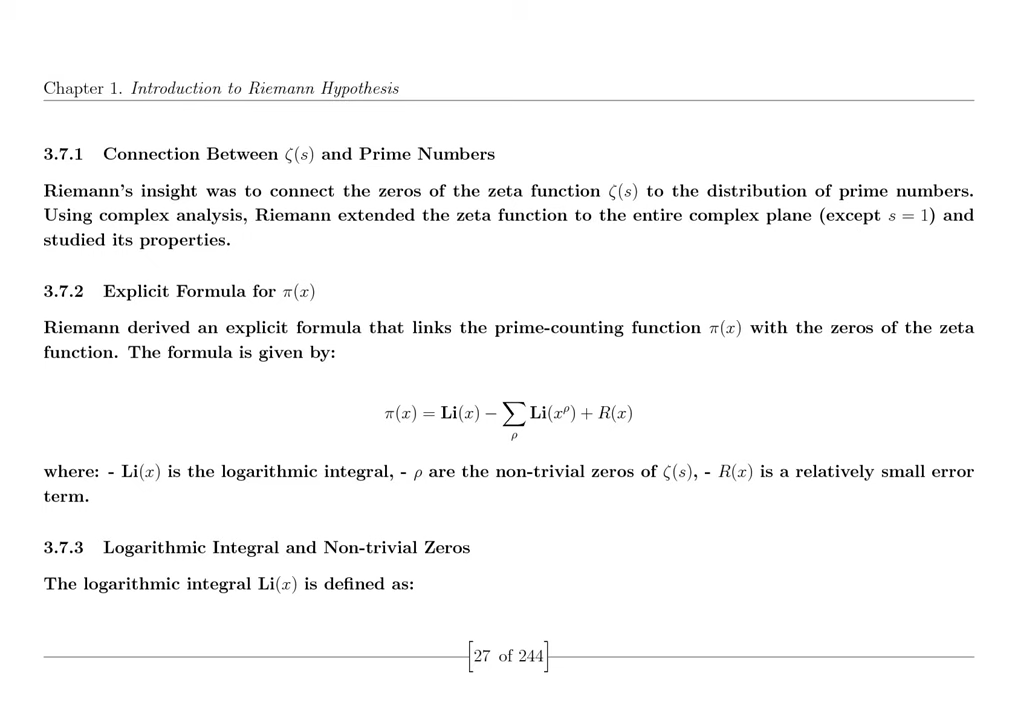 Chapter 1. Introduction to Riemann Hypothesis
3.7.1 Connection Between ζ(s) and Prime Numbers
Riemann's insight was to connect the zeros of the zeta function ζ(s) to the distribution of prime numbers.
Using complex analysis, Riemann extended the zeta function to the entire complex plane (except s = 1) and
studied its properties.
3.7.2 Explicit Formula for π(x)
Riemann derived an explicit formula that links the prime-counting function π(x) with the zeros of the zeta
function. The formula is given by:
π(x) = Li(x) − ∑ Li(x^ρ) + R(x)
ρ
where: - Li(x) is the logarithmic integral, - ρ are the non-trivial zeros of ζ(s), - R(x) is a relatively small error
term.
3.7.3 Logarithmic Integral and Non-trivial Zeros
The logarithmic integral Li(x) is defined as:
[27 of 244]